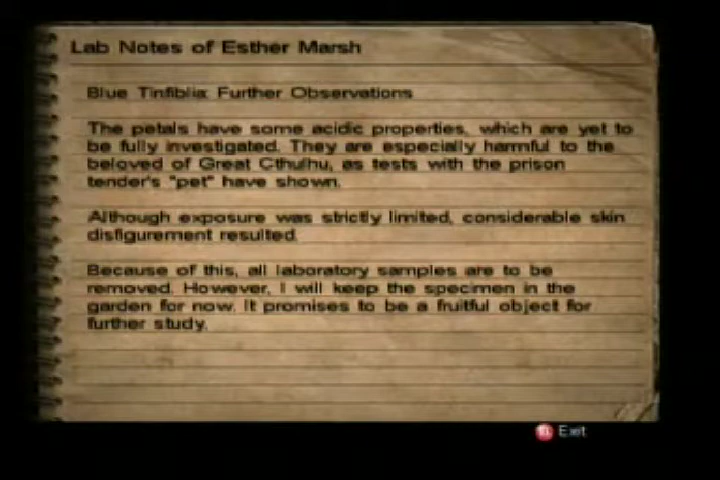 Lab Notes of Esther Marsh
Blue Tinfiblia: Further Observations
The petals have some acidic properties, which are yet to
be fully investigated. They are especially harmful to the
beloved of Great Cthulhu, as tests with the prison
tender's "pet" have shown.
Although exposure was strictly limited, considerable skin
disfigurement resulted.
Because of this, all laboratory samples are to be
removed. However, I will keep the specimen in the
garden for now. It promises to be a fruitful object for
further study.
Exit